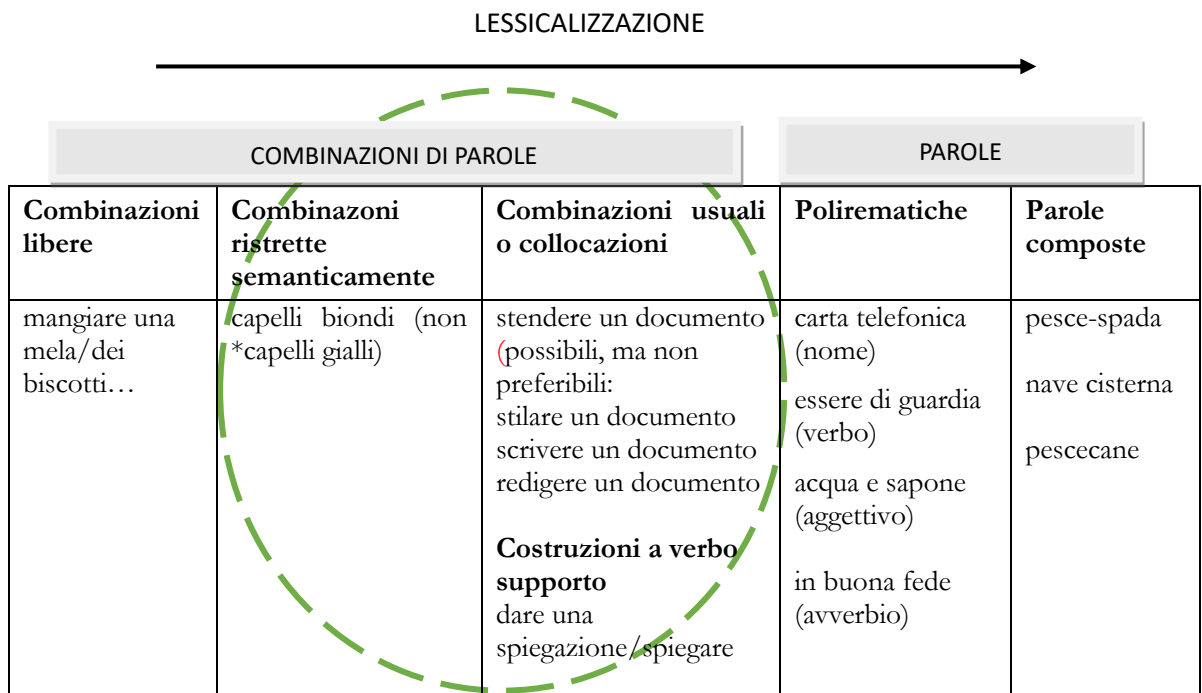 LESSICALIZZAZIONE
COMBINAZIONI DI PAROLE
PAROLE
Combinazioni
libere
Combinazoni
ristrette
semanticamente
Combinazioni usuali
o collocazioni
Polirematiche
Parole
composte
mangiare una
mela/dei
biscotti…
capelli biondi (non
*capelli gialli)
stendere un documento
(possibili, ma non
preferibili:
stilare un documento
scrivere un documento
redigere un documento
Costruzioni a verbo
supporto
dare una
spiegazione/spiegare
carta telefonica
(nome)
essere di guardia
(verbo)
acqua e sapone
(aggettivo)
in buona fede
(avverbio)
pesce-spada
nave cisterna
pescecane